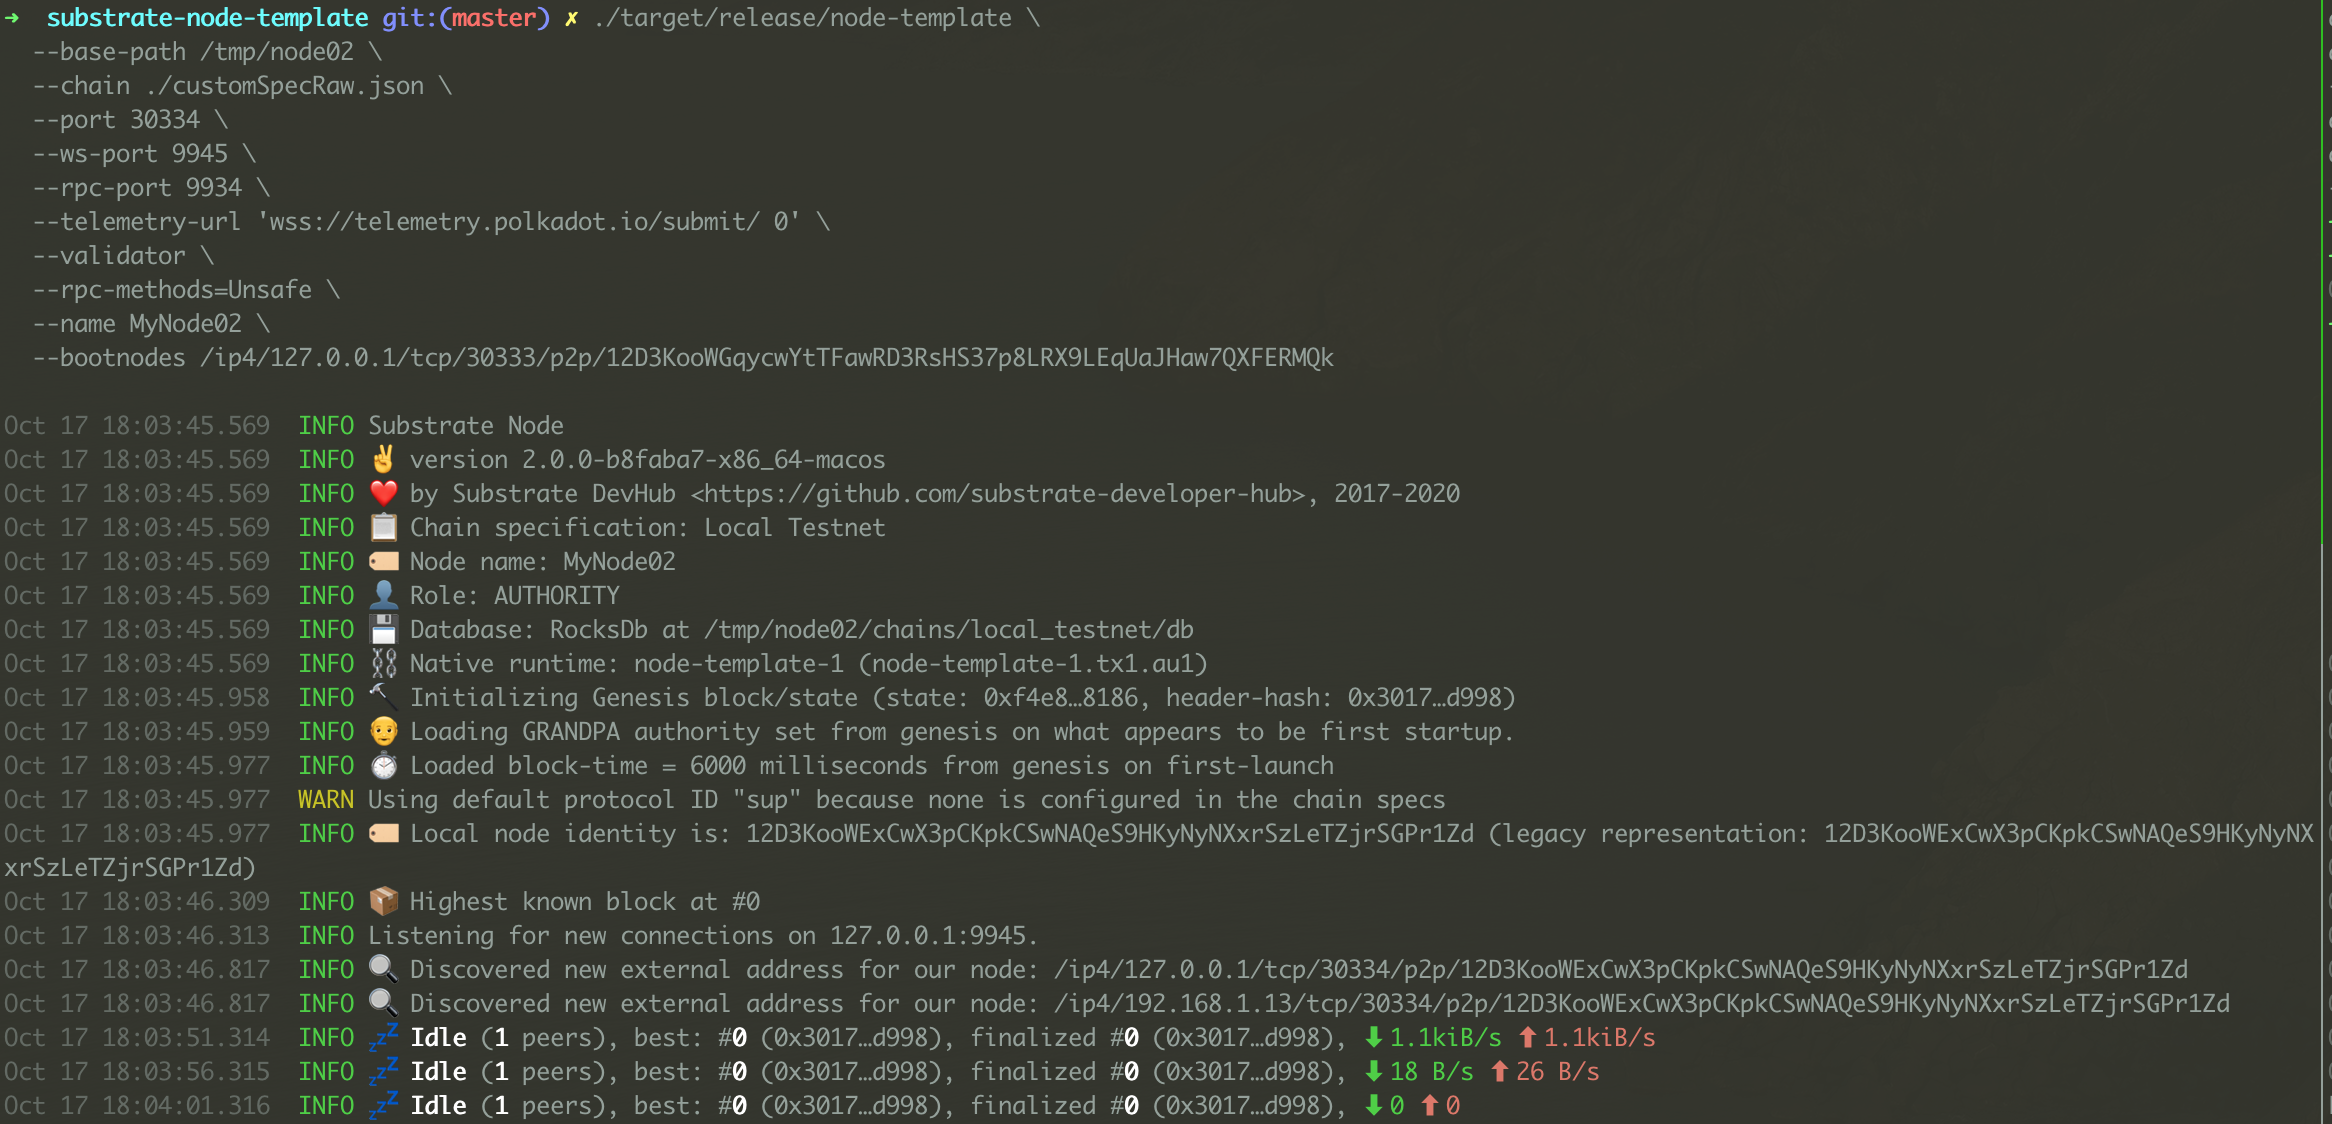 ➜  substrate-node-template git:(master) ✗ ./target/release/node-template \
  --base-path /tmp/node02 \
  --chain ./customSpecRaw.json \
  --port 30334 \
  --ws-port 9945 \
  --rpc-port 9934 \
  --telemetry-url 'wss://telemetry.polkadot.io/submit/ 0' \
  --validator \
  --rpc-methods=Unsafe \
  --name MyNode02 \
  --bootnodes /ip4/127.0.0.1/tcp/30333/p2p/12D3KooWGqycwYtTFawRD3RsHS37p8LRX9LEqUaJHaw7QXFERMQk
Oct 17 18:03:45.569  INFO Substrate Node
Oct 17 18:03:45.569  INFO ✌️ version 2.0.0-b8faba7-x86_64-macos
Oct 17 18:03:45.569  INFO ❤️ by Substrate DevHub <https://github.com/substrate-developer-hub>, 2017-2020
Oct 17 18:03:45.569  INFO 📋 Chain specification: Local Testnet
Oct 17 18:03:45.569  INFO 🏷 Node name: MyNode02
Oct 17 18:03:45.569  INFO 👤 Role: AUTHORITY
Oct 17 18:03:45.569  INFO 💾 Database: RocksDb at /tmp/node02/chains/local_testnet/db
Oct 17 18:03:45.569  INFO ⛓ Native runtime: node-template-1 (node-template-1.tx1.au1)
Oct 17 18:03:45.958  INFO 🔨 Initializing Genesis block/state (state: 0xf4e8…8186, header-hash: 0x3017…d998)
Oct 17 18:03:45.959  INFO 👴 Loading GRANDPA authority set from genesis on what appears to be first startup.
Oct 17 18:03:45.977  INFO ⏱ Loaded block-time = 6000 milliseconds from genesis on first-launch
Oct 17 18:03:45.977  WARN Using default protocol ID "sup" because none is configured in the chain specs
Oct 17 18:03:45.977  INFO 🏷 Local node identity is: 12D3KooWExCwX3pCKpkCSwNAQeS9HKyNyNXxrSzLeTZjrSGPr1Zd (legacy representation: 12D3KooWExCwX3pCKpkCSwNAQeS9HKyNyNX
xrSzLeTZjrSGPr1Zd)
Oct 17 18:03:46.309  INFO 📦 Highest known block at #0
Oct 17 18:03:46.313  INFO Listening for new connections on 127.0.0.1:9945.
Oct 17 18:03:46.817  INFO 🔍 Discovered new external address for our node: /ip4/127.0.0.1/tcp/30334/p2p/12D3KooWExCwX3pCKpkCSwNAQeS9HKyNyNXxrSzLeTZjrSGPr1Zd
Oct 17 18:03:46.817  INFO 🔍 Discovered new external address for our node: /ip4/192.168.1.13/tcp/30334/p2p/12D3KooWExCwX3pCKpkCSwNAQeS9HKyNyNXxrSzLeTZjrSGPr1Zd
Oct 17 18:03:51.314  INFO 💤 Idle (1 peers), best: #0 (0x3017…d998), finalized #0 (0x3017…d998), ⬇ 1.1kiB/s ⬆ 1.1kiB/s
Oct 17 18:03:56.315  INFO 💤 Idle (1 peers), best: #0 (0x3017…d998), finalized #0 (0x3017…d998), ⬇ 18 B/s ⬆ 26 B/s
Oct 17 18:04:01.316  INFO 💤 Idle (1 peers), best: #0 (0x3017…d998), finalized #0 (0x3017…d998), ⬇ 0 ⬆ 0